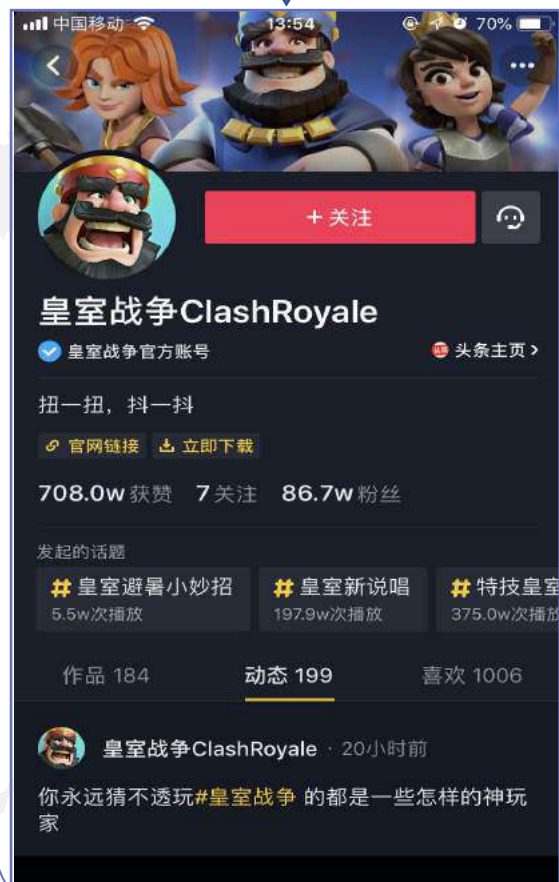 中国移动 13:54 70%
+关注
皇室战争ClashRoyale
皇室战争官方账号 头条主页
扭一扭，抖一抖
官网链接 立即下载
708.0w 获赞 7 关注 86.7w 粉丝
发起的话题
#皇室避暑小妙招 #皇室新说唱 #特技皇室
5.5w次播放 197.9w次播放 375.0w次播放
作品 184 动态 199 喜欢 1006
皇室战争ClashRoyale · 20小时前
你永远猜不透玩#皇室战争 的都是一些怎样的神玩
家